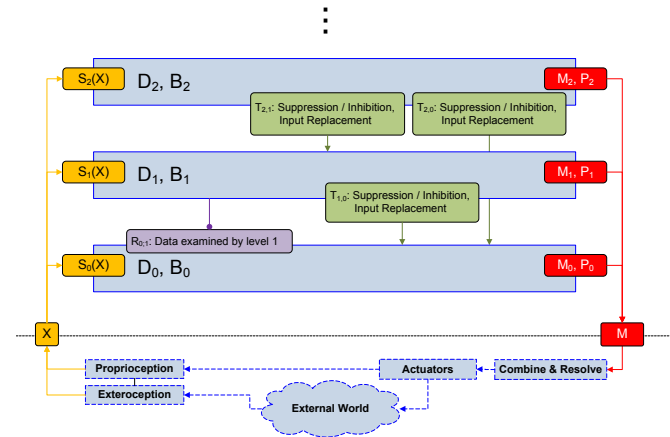 S2(X)
D2, B2
M2, P2
T2,1: Suppression / Inhibition,
Input Replacement
T2,0: Suppression / Inhibition,
Input Replacement
S1(X)
D1, B1
M1, P1
T1,0: Suppression / Inhibition,
Input Replacement
R0;1: Data examined by level 1
S0(X)
D0, B0
M0, P0
X
M
Proprioception
Actuators
Combine & Resolve
Exteroception
External World